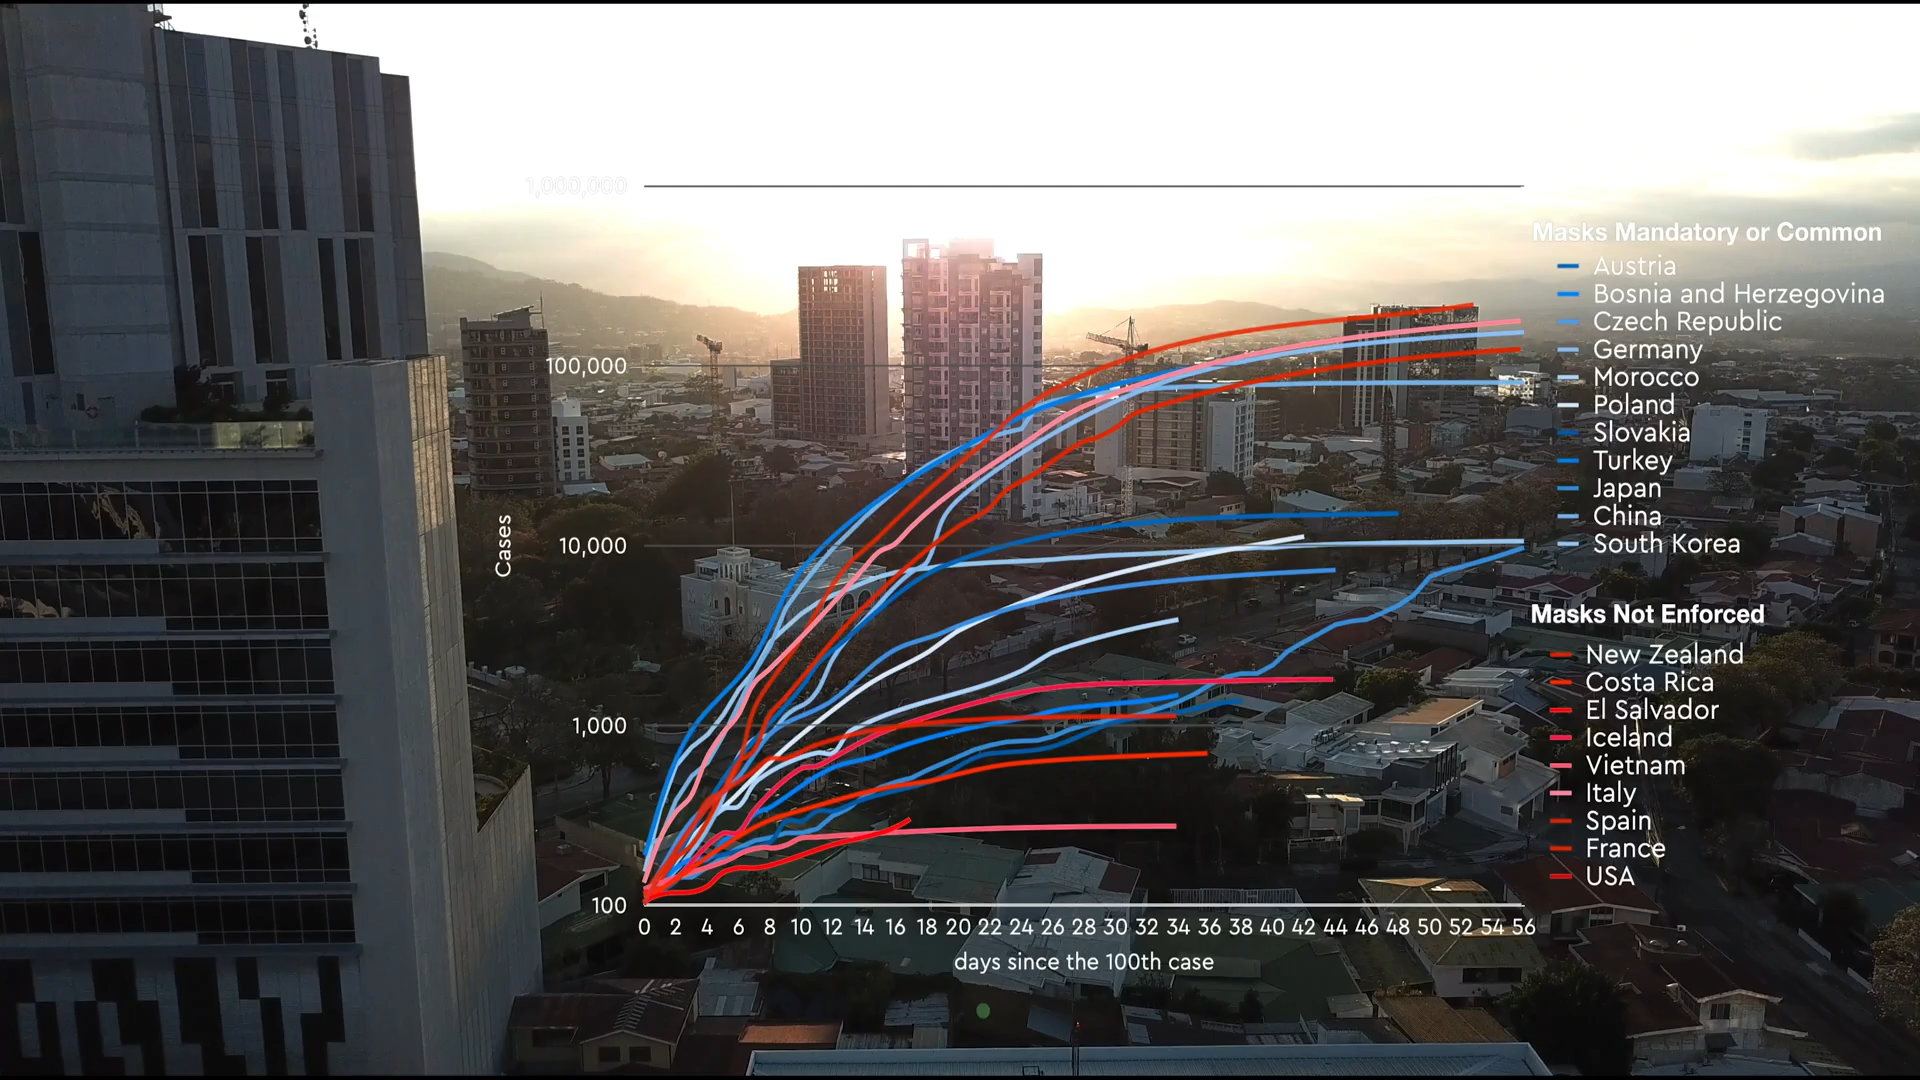 1,000,000
100,000
10,000
1,000
100
Cases
0 2 4 6 8 10 12 14 16 18 20 22 24 26 28 30 32 34 36 38 40 42 44 46 48 50 52 54 56
days since the 100th case
Masks Mandatory or Common
Austria
Bosnia and Herzegovina
Czech Republic
Germany
Morocco
Poland
Slovakia
Turkey
Japan
China
South Korea
Masks Not Enforced
New Zealand
Costa Rica
El Salvador
Iceland
Vietnam
Italy
Spain
France
USA